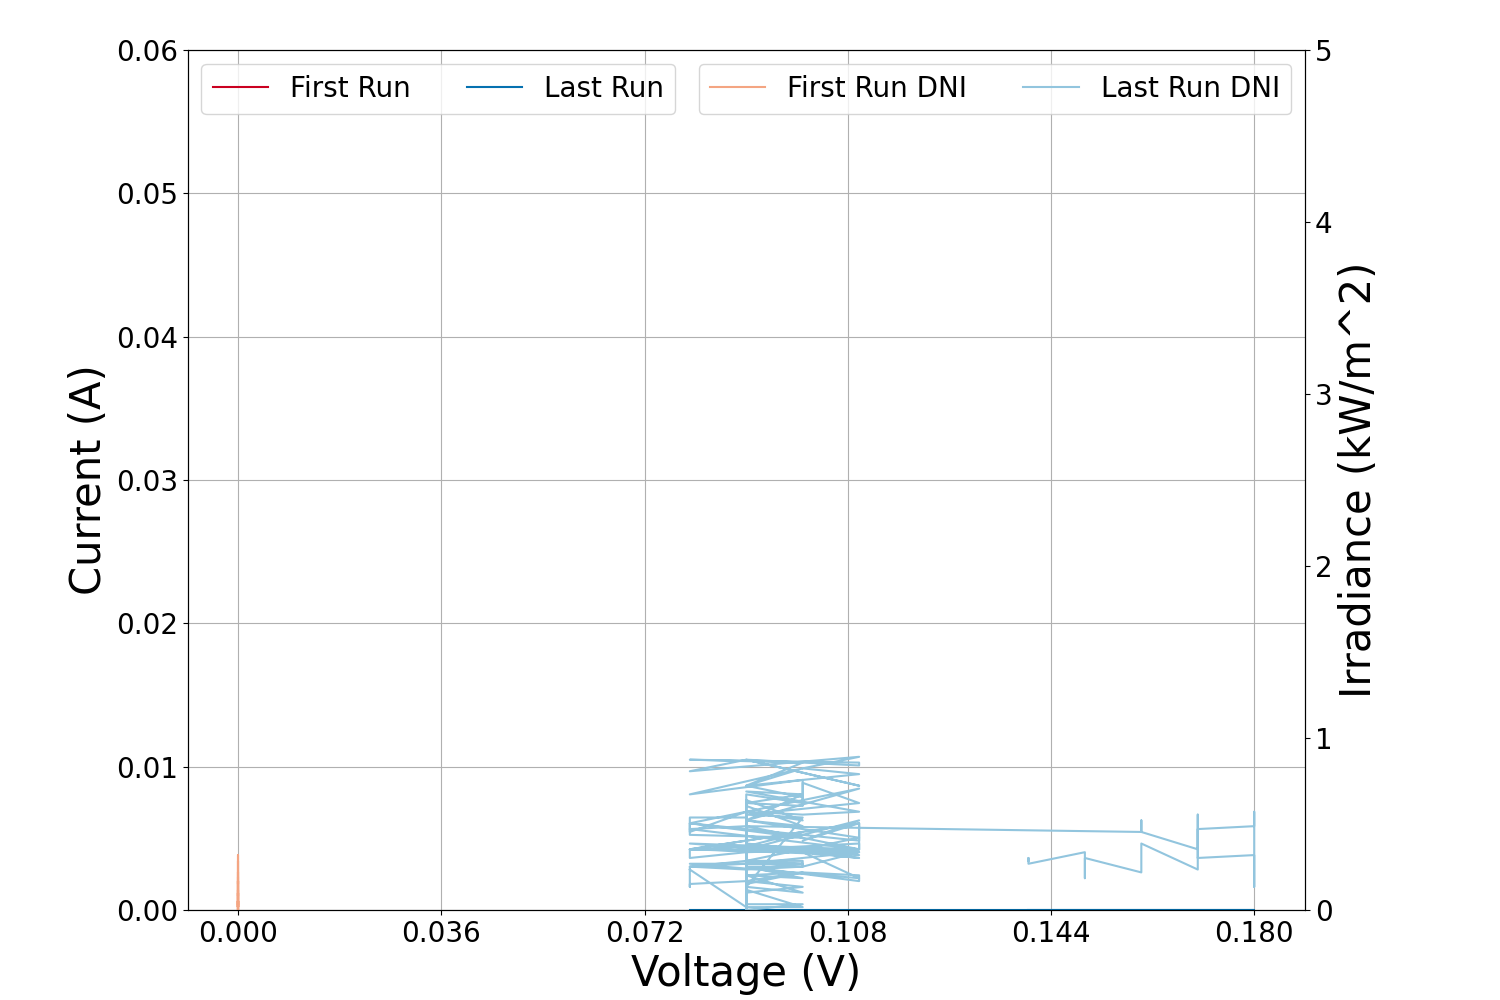 First Run
Last Run
First Run DNI
Last Run DNI
0.06
0.05
0.04
0.03
0.02
0.01
0.00
Current (A)
5
4
3
2
1
0
Irradiance (kW/m^2)
0.000 0.036 0.072 0.108 0.144 0.180
Voltage (V)